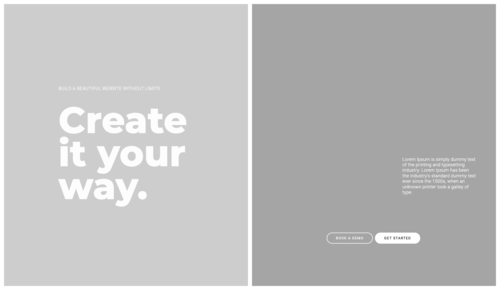 BUILD A BEAUTIFUL WEBSITE WITHOUT LIMITS
Create
it your
way.
Lorem Ipsum is simply dummy text
of the printing and typesetting
industry. Lorem Ipsum has been
the industry's standard dummy text
ever since the 1500s, when an
unknown printer took a galley of
type.
BOOK A DEMO
GET STARTED